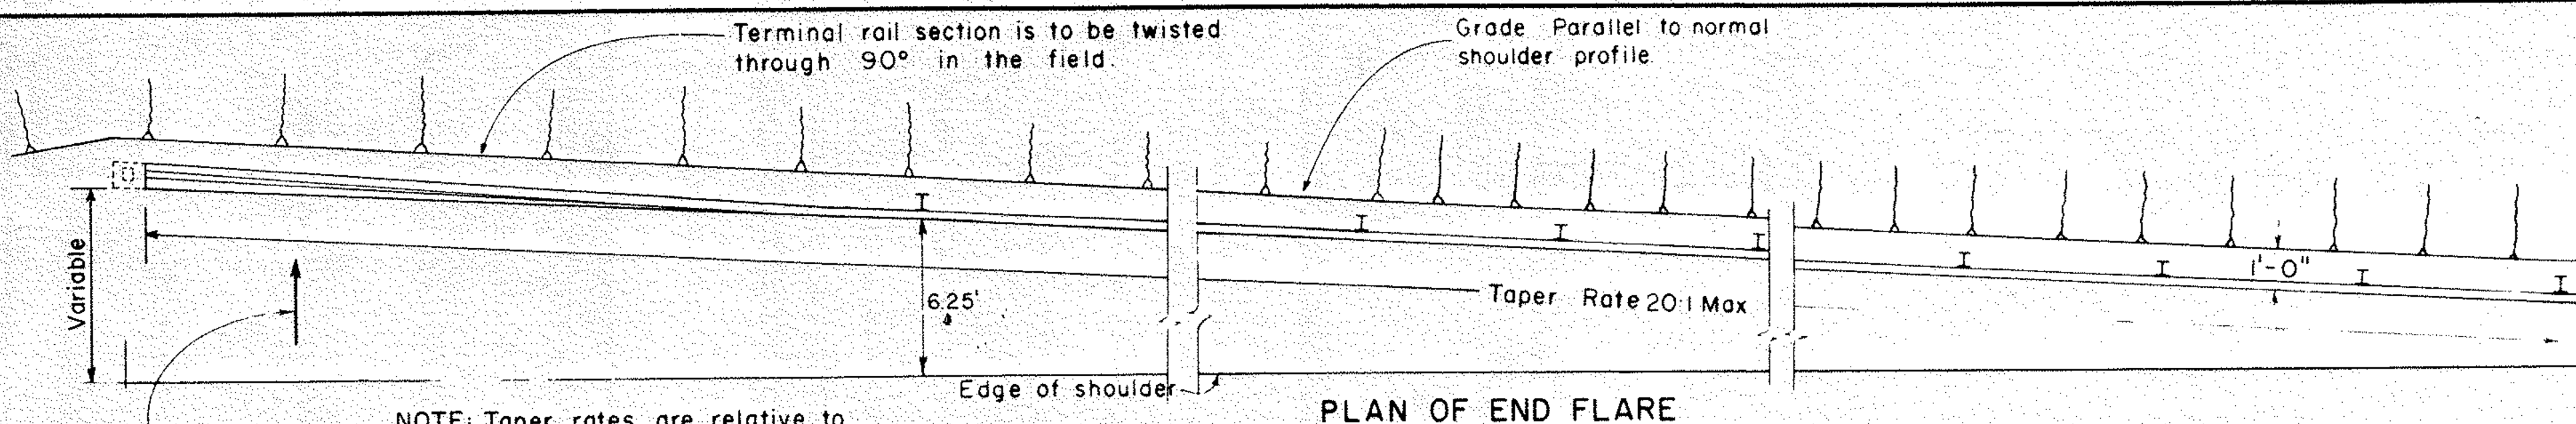 Terminal rail section is to be twisted
through 90° in the field.
Grade Parallel to normal
shoulder profile
Variable
6.25'
Taper Rate 20:1 Max
1'-0"
Edge of shoulder
NOTE: Taper rates are relative to
PLAN OF END FLARE